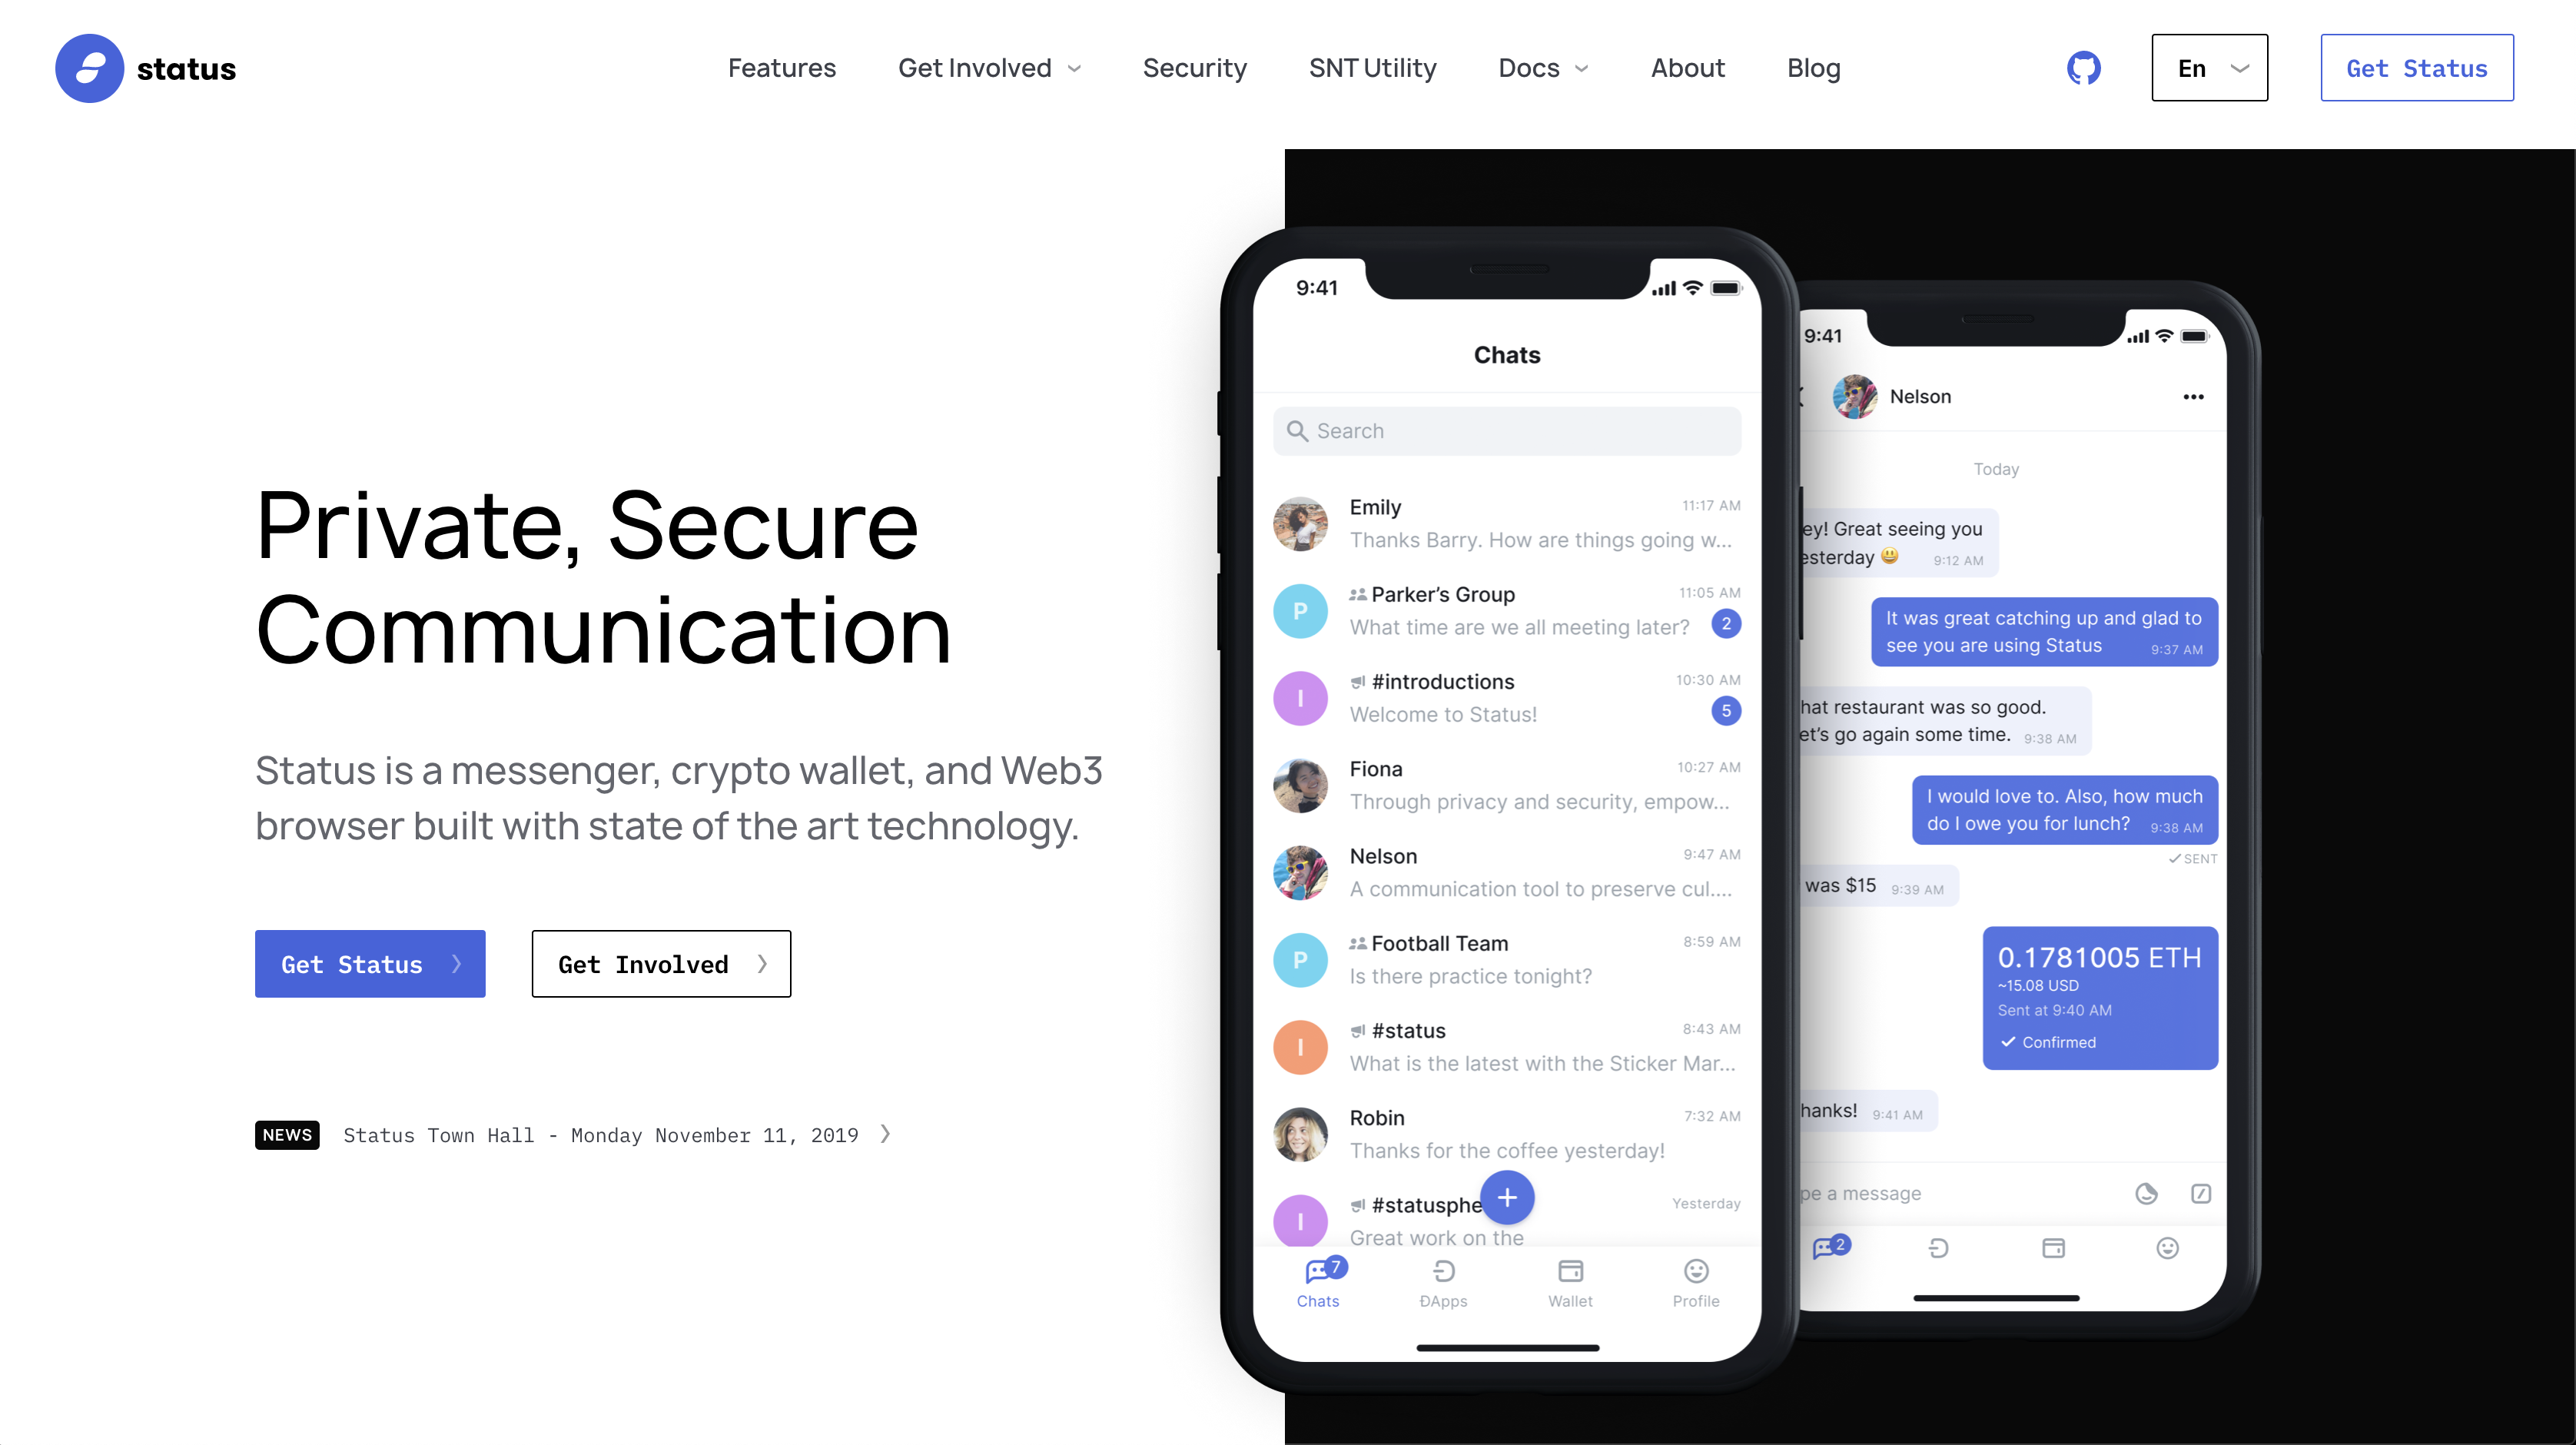 status
Features
Get Involved
Security
SNT Utility
Docs
About
Blog
En
Get Status
Private, Secure
Communication
Status is a messenger, crypto wallet, and Web3
browser built with state of the art technology.
Get Status
Get Involved
NEWS
Status Town Hall - Monday November 11, 2019
9:41
Chats
Search
Emily
11:17 AM
Thanks Barry. How are things going w...
P
Parker's Group
11:05 AM
What time are we all meeting later?
2
I
#introductions
10:30 AM
Welcome to Status!
5
Fiona
10:27 AM
Through privacy and security, empow...
Nelson
9:47 AM
A communication tool to preserve cul....
P
Football Team
8:59 AM
Is there practice tonight?
I
#status
8:43 AM
What is the latest with the Sticker Mar...
Robin
7:32 AM
Thanks for the coffee yesterday!
I
#statusphe
Yesterday
Great work on the
7
Chats
ĐApps
Wallet
Profile
9:41
Nelson
Today
ey! Great seeing you
esterday 😃 9:12 AM
It was great catching up and glad to
see you are using Status 9:37 AM
hat restaurant was so good.
et's go again some time. 9:38 AM
I would love to. Also, how much
do I owe you for lunch? 9:38 AM
SENT
was $15 9:39 AM
0.1781005 ETH
~15.08 USD
Sent at 9:40 AM
Confirmed
hanks! 9:41 AM
pe a message
2